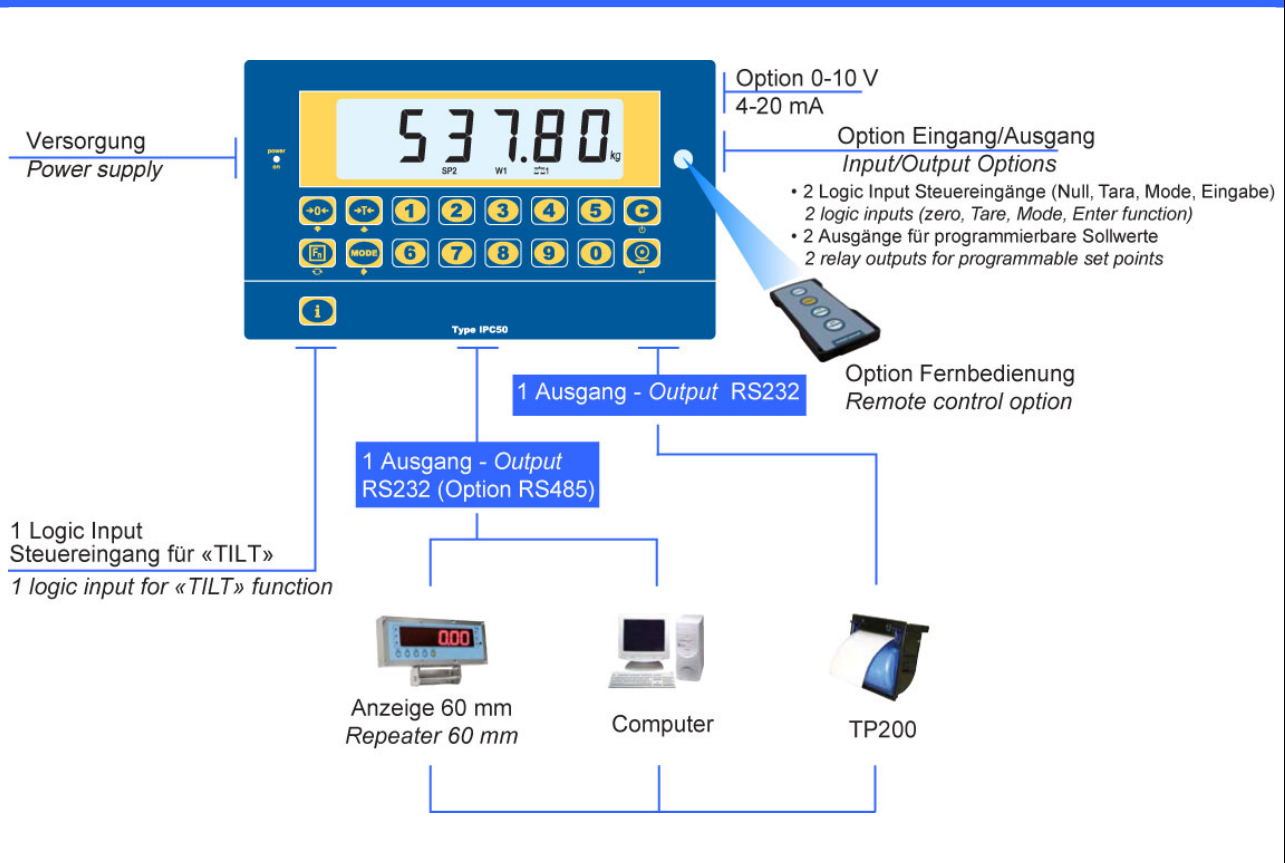 Option 0-10 V
4-20 mA
Versorgung
Power supply
power
on
537.80
kg
SP2 W1
Option Eingang/Ausgang
Input/Output Options
• 2 Logic Input Steuereingänge (Null, Tara, Mode, Eingabe)
2 logic inputs (zero, Tare, Mode, Enter function)
• 2 Ausgänge für programmierbare Sollwerte
2 relay outputs for programmable set points
→0← →T← 1 2 3 4 5 C
Fn MODE 6 7 8 9 0
i
Type IPC50
Option Fernbedienung
Remote control option
1 Ausgang - Output RS232
1 Ausgang - Output
RS232 (Option RS485)
1 Logic Input
Steuereingang für «TILT»
1 logic input for «TILT» function
0.00
Anzeige 60 mm
Repeater 60 mm
Computer
TP200